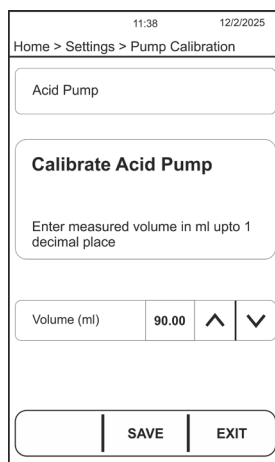 11:38 12/2/2025
Home > Settings > Pump Calibration
Acid Pump
Calibrate Acid Pump
Enter measured volume in ml upto 1
decimal place
Volume (ml) 90.00
SAVE EXIT